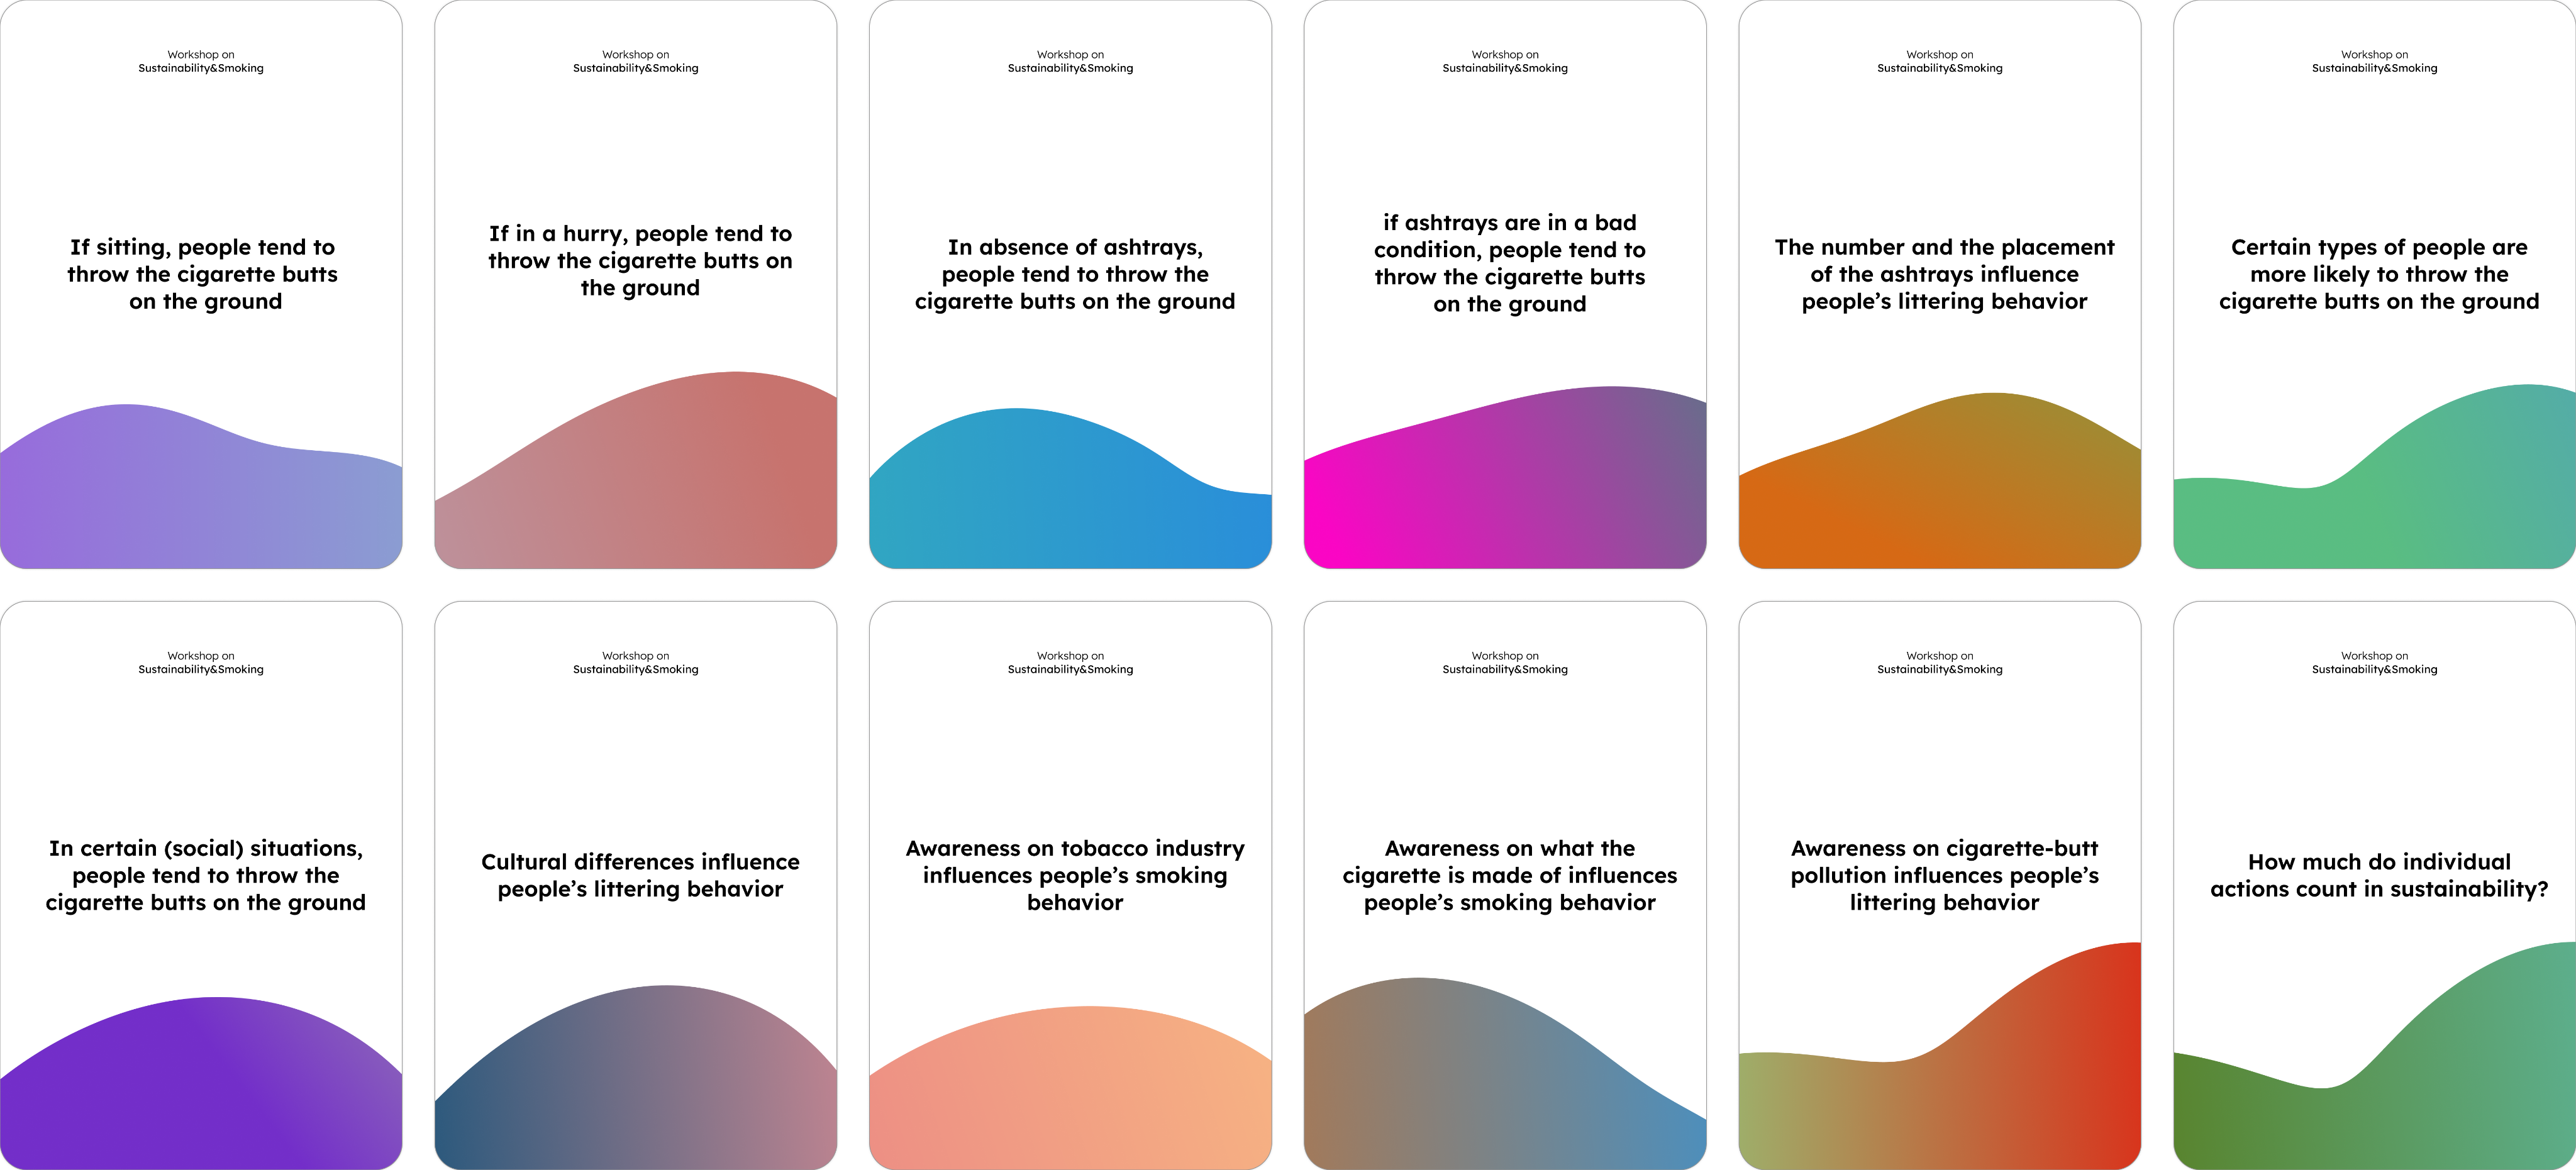 Workshop on
Sustainability&Smoking
If sitting, people tend to
throw the cigarette butts
on the ground
Workshop on
Sustainability&Smoking
If in a hurry, people tend to
throw the cigarette butts on
the ground
Workshop on
Sustainability&Smoking
In absence of ashtrays,
people tend to throw the
cigarette butts on the ground
Workshop on
Sustainability&Smoking
if ashtrays are in a bad
condition, people tend to
throw the cigarette butts
on the ground
Workshop on
Sustainability&Smoking
The number and the placement
of the ashtrays influence
people’s littering behavior
Workshop on
Sustainability&Smoking
Certain types of people are
more likely to throw the
cigarette butts on the ground
Workshop on
Sustainability&Smoking
In certain (social) situations,
people tend to throw the
cigarette butts on the ground
Workshop on
Sustainability&Smoking
Cultural differences influence
people’s littering behavior
Workshop on
Sustainability&Smoking
Awareness on tobacco industry
influences people’s smoking
behavior
Workshop on
Sustainability&Smoking
Awareness on what the
cigarette is made of influences
people’s smoking behavior
Workshop on
Sustainability&Smoking
Awareness on cigarette-butt
pollution influences people’s
littering behavior
Workshop on
Sustainability&Smoking
How much do individual
actions count in sustainability?